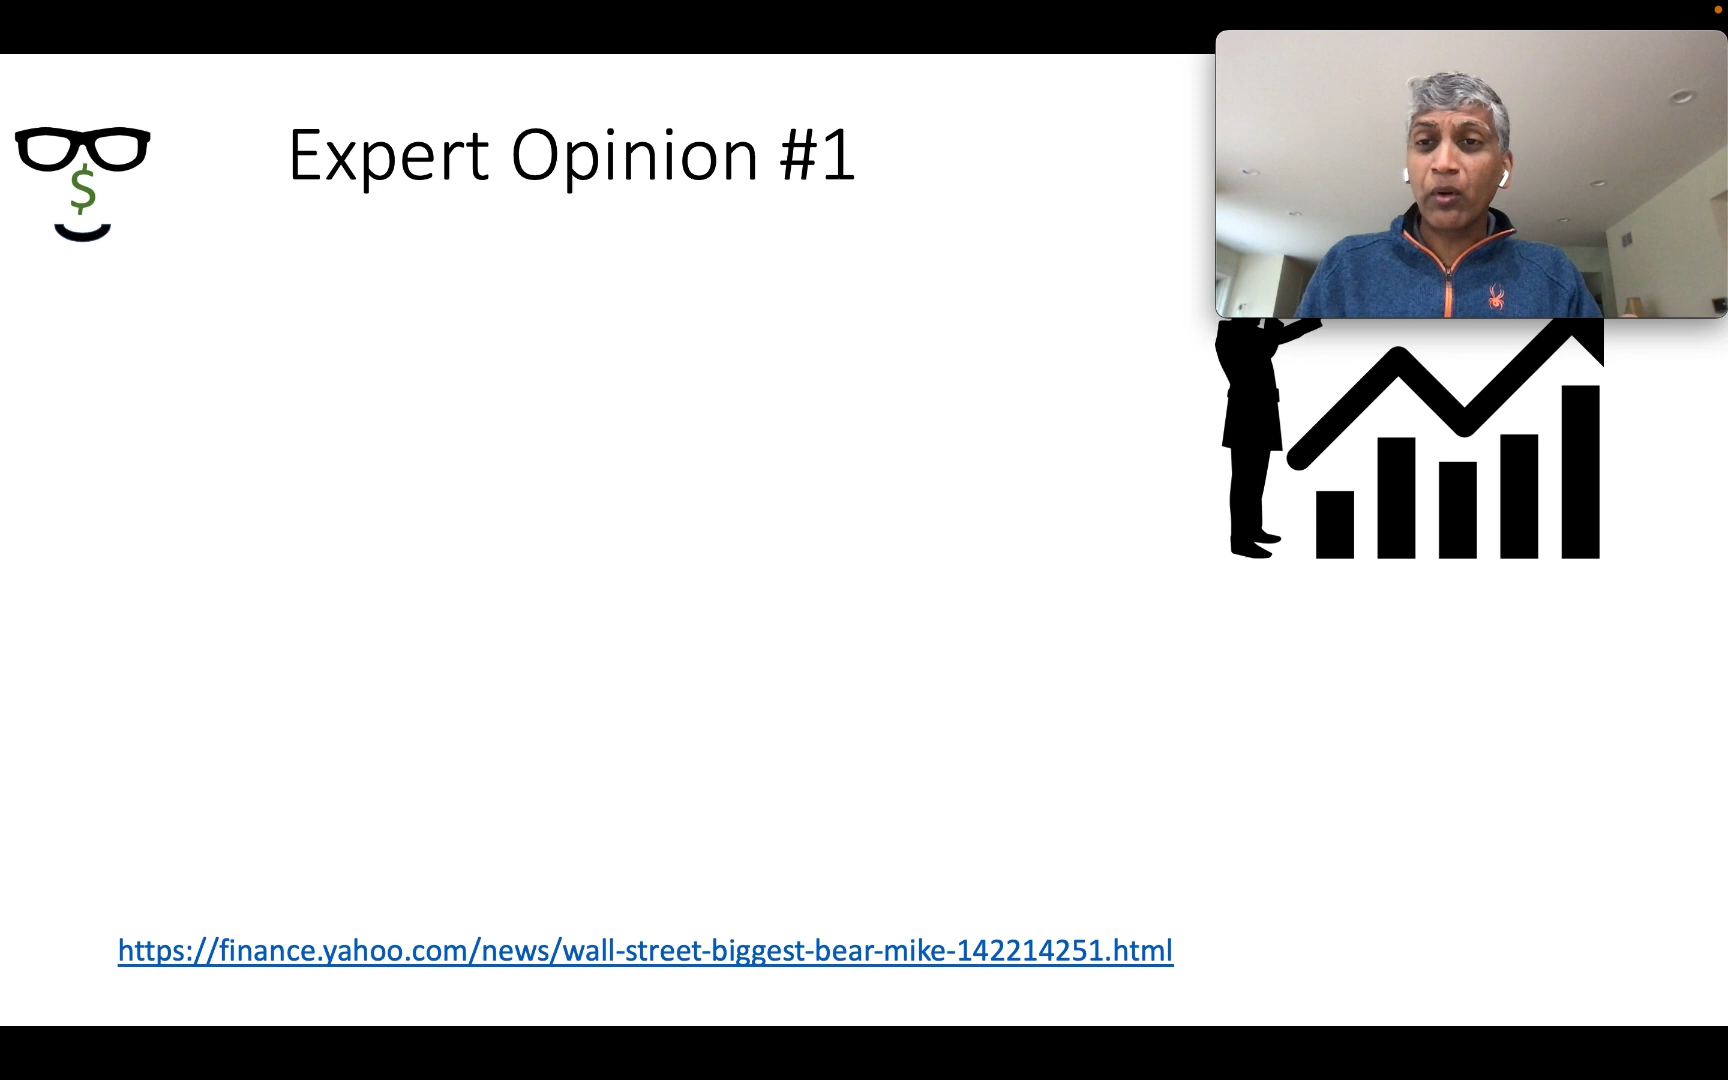 Expert Opinion #1
$
https://finance.yahoo.com/news/wall-street-biggest-bear-mike-142214251.html